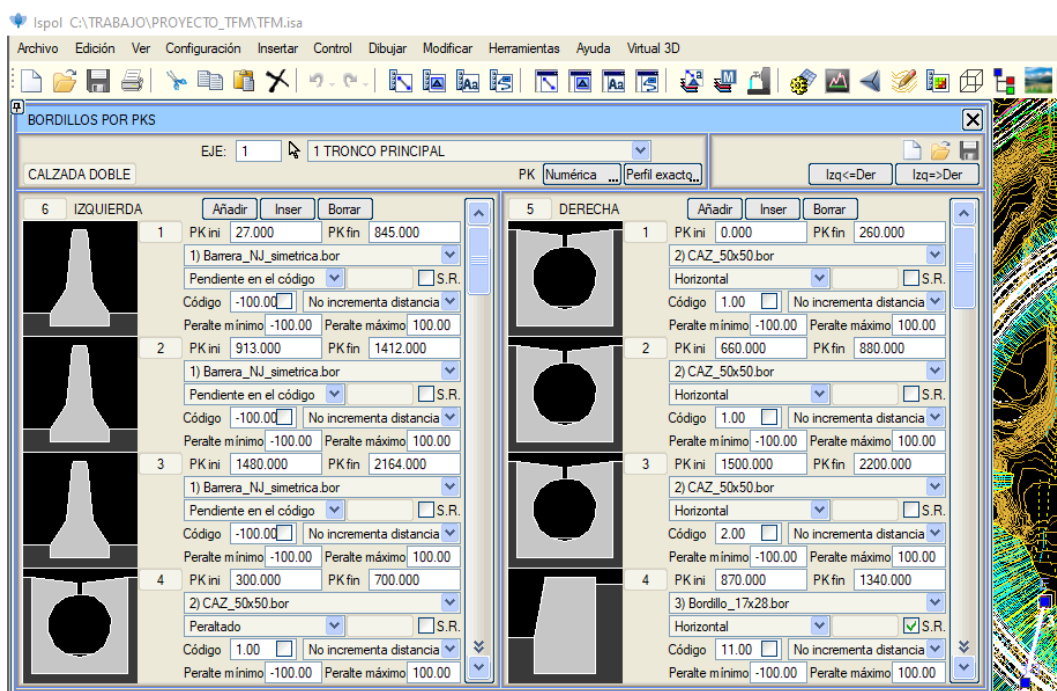 Ispol C:\TRABAJO\PROYECTO_TFM\TFM.isa
Archivo Edición Ver Configuración Insertar Control Dibujar Modificar Herramientas Ayuda Virtual 3D
BORDILLOS POR PKS
EJE: 1 1 TRONCO PRINCIPAL
CALZADA DOBLE PK Numérica ... Perfil exacto... Izq<=Der Izq=>Der
6 IZQUIERDA Añadir Inser Borrar
1 PK ini 27.000 PK fin 845.000
1) Barrera_NJ_simetrica.bor
Pendiente en el código S.R.
Código -100.00 No incrementa distancia
Peralte mínimo -100.00 Peralte máximo 100.00
2 PK ini 913.000 PK fin 1412.000
1) Barrera_NJ_simetrica.bor
Pendiente en el código S.R.
Código -100.00 No incrementa distancia
Peralte mínimo -100.00 Peralte máximo 100.00
3 PK ini 1480.000 PK fin 2164.000
1) Barrera_NJ_simetrica.bor
Pendiente en el código S.R.
Código -100.00 No incrementa distancia
Peralte mínimo -100.00 Peralte máximo 100.00
4 PK ini 300.000 PK fin 700.000
2) CAZ_50x50.bor
Peraltado S.R.
Código 1.00 No incrementa distancia
Peralte mínimo -100.00 Peralte máximo 100.00
5 DERECHA Añadir Inser Borrar
1 PK ini 0.000 PK fin 260.000
2) CAZ_50x50.bor
Horizontal S.R.
Código 1.00 No incrementa distancia
Peralte mínimo -100.00 Peralte máximo 100.00
2 PK ini 660.000 PK fin 880.000
2) CAZ_50x50.bor
Horizontal S.R.
Código 1.00 No incrementa distancia
Peralte mínimo -100.00 Peralte máximo 100.00
3 PK ini 1500.000 PK fin 2200.000
2) CAZ_50x50.bor
Horizontal S.R.
Código 2.00 No incrementa distancia
Peralte mínimo -100.00 Peralte máximo 100.00
4 PK ini 870.000 PK fin 1340.000
3) Bordillo_17x28.bor
Horizontal S.R.
Código 11.00 No incrementa distancia
Peralte mínimo -100.00 Peralte máximo 100.00